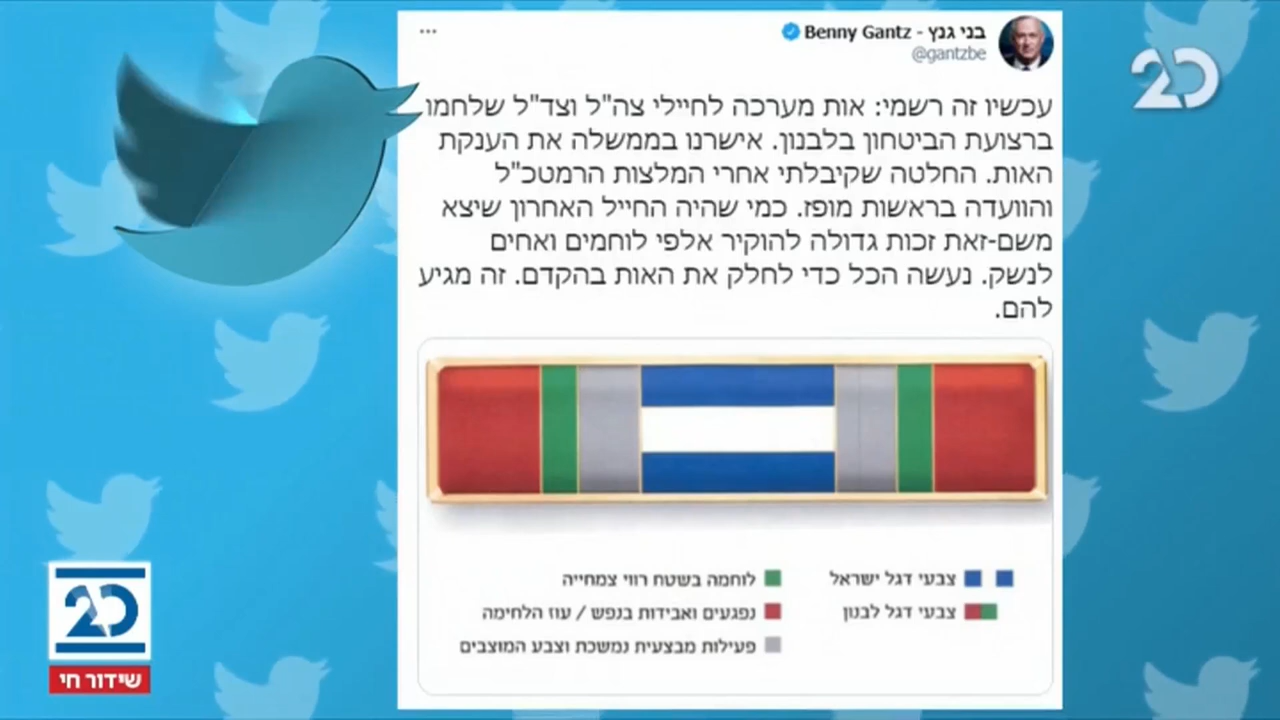 בני גנץ - Benny Gantz
@gantzbe
20
עכשיו זה רשמי: אות מערכה לחיילי צה"ל וצד"ל שלחמו
ברצועת הביטחון בלבנון. אישרנו בממשלה את הענקת
האות. החלטה שקיבלתי אחרי המלצות הרמטכ"ל
והוועדה בראשות מופז. כמי שהיה החייל האחרון שיצא
משם-זאת זכות גדולה להוקיר אלפי לוחמים ואחים
לנשק. נעשה הכל כדי לחלק את האות בהקדם. זה מגיע
להם.
צבעי דגל ישראל
צבעי דגל לבנון
לוחמה בשטח רווי צמחייה
נפגעים ואבידות בנפש / עוז הלחימה
פעילות מבצעית נמשכת וצבע המוצבים
20
שידור חי